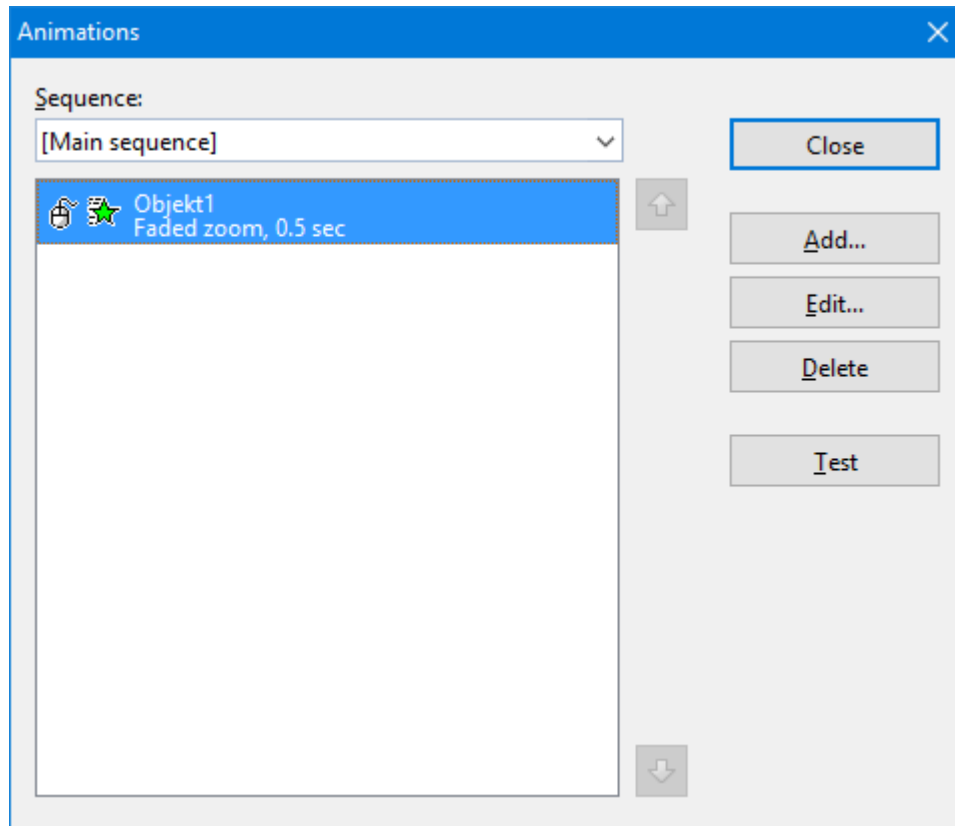 Animations
Sequence:
[Main sequence]
Close
Objekt1
Faded zoom, 0.5 sec
Add...
Edit...
Delete
Test